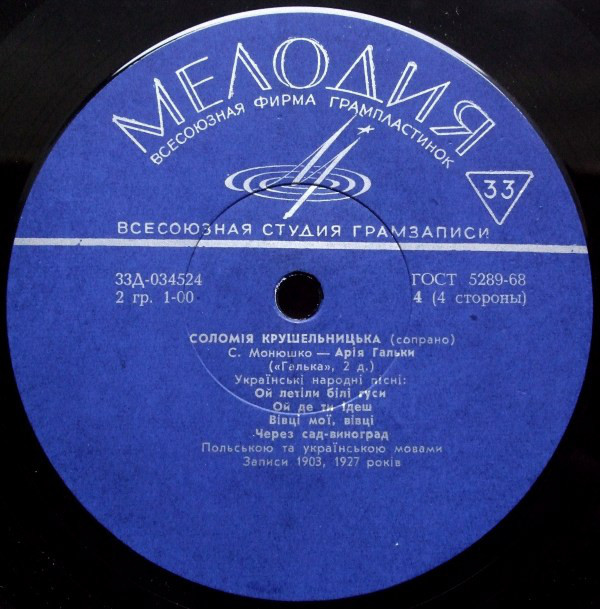 МЕЛОДИЯ
ВСЕСОЮЗНАЯ ФИРМА ГРАМПЛАСТИНОК
33
ВСЕСОЮЗНАЯ СТУДИЯ ГРАМЗАПИСИ
33Д-034524 ГОСТ 5289-68
2 гр. 1-00 4 (4 стороны)
СОЛОМІЯ КРУШЕЛЬНИЦЬКА (сопрано)
С. Монюшко — Арія Гальки
(«Галька», 2 д.)
Українські народні пісні:
Ой летіли білі гуси
Ой де ти ідеш
Вівці мої, вівці
Через сад-виноград
Польською та українською мовами
Записи 1903, 1927 років